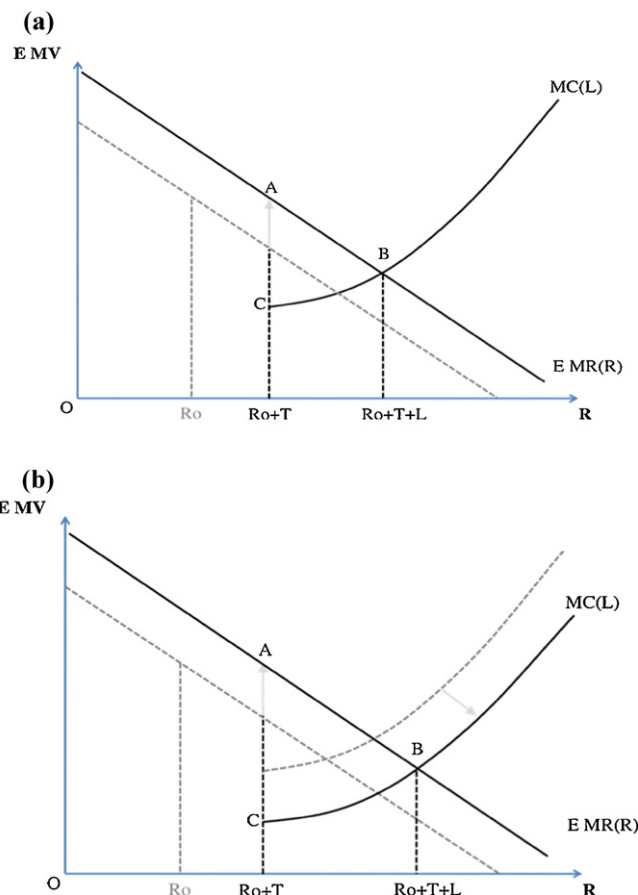 (a)
E MV
MC(L)
A
B
C
E MR(R)
O
Ro
Ro+T
Ro+T+L
R
(b)
E MV
MC(L)
A
B
C
E MR(R)
O
Ro
Ro+T
Ro+T+L
R